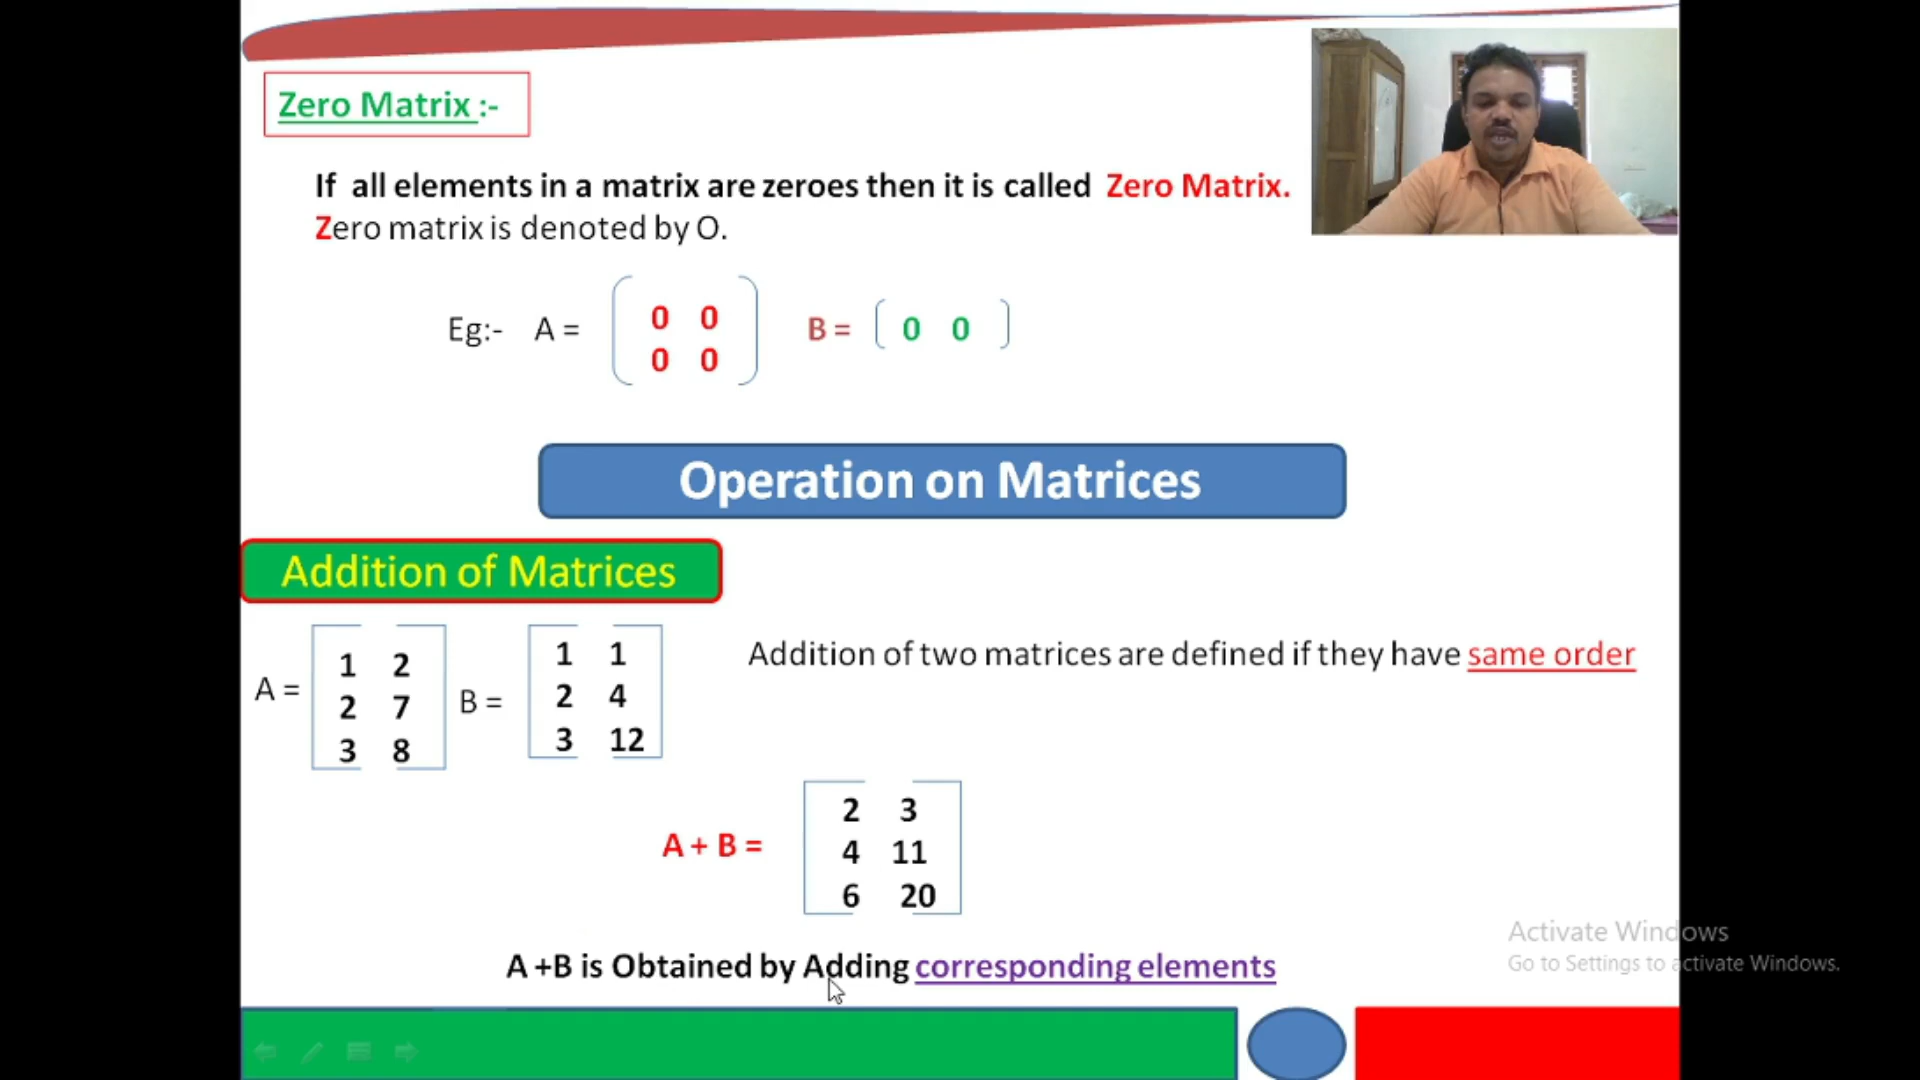 Zero Matrix :-
If all elements in a matrix are zeroes then it is called Zero Matrix.
Zero matrix is denoted by O.
Eg:- A =
0 0
0 0
B = 0 0
Operation on Matrices
Addition of Matrices
A =
1 2
2 7
3 8
B =
1 1
2 4
3 12
Addition of two matrices are defined if they have same order
A + B =
2 3
4 11
6 20
A +B is Obtained by Adding corresponding elements
Activate Windows
Go to Settings to activate Windows.